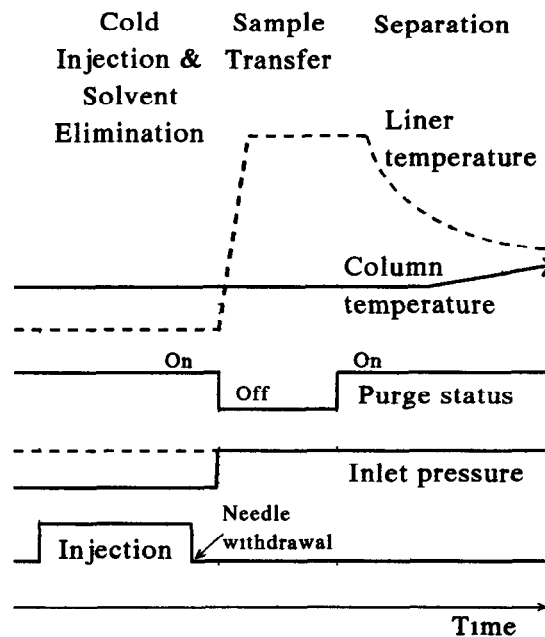 Cold
Injection &
Solvent
Elimination
Sample
Transfer
Separation
Liner
temperature
Column
temperature
On
Off
On
Purge status
Inlet pressure
Injection
Needle
withdrawal
Time